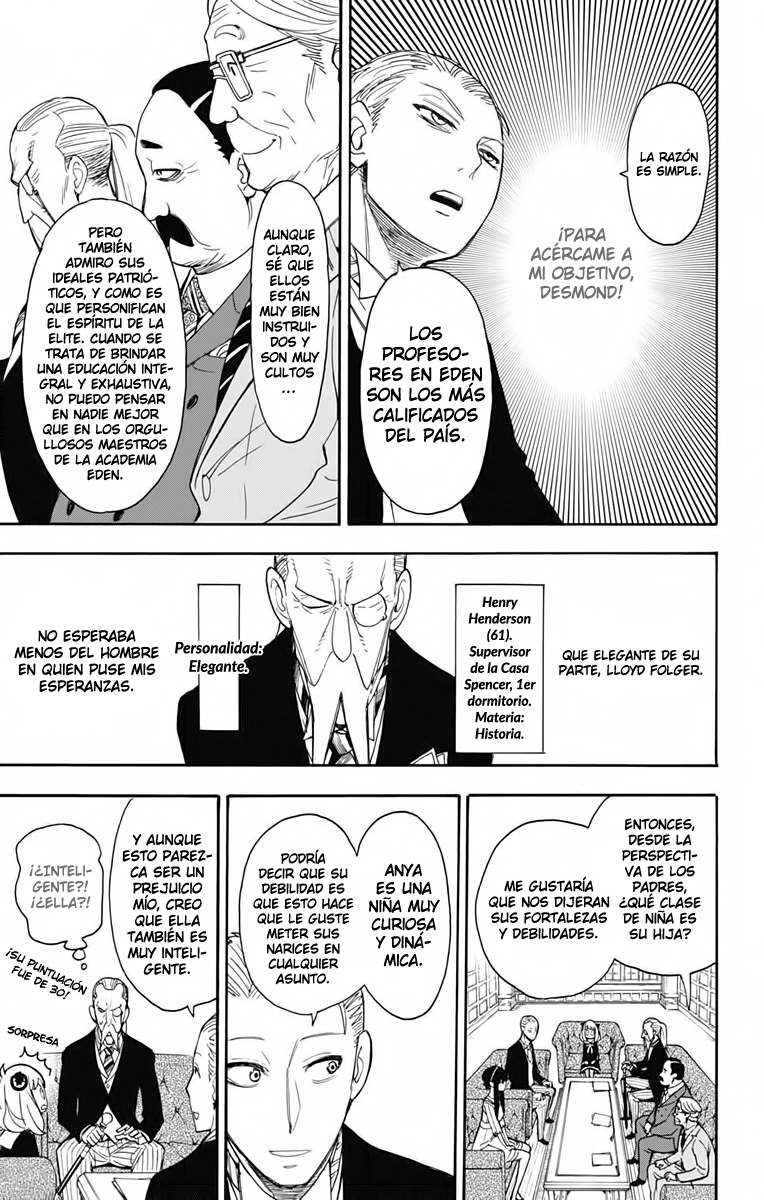 LA RAZÓN
ES SIMPLE.
¡PARA
ACÉRCAME A
MI OBJETIVO,
DESMOND!
LOS
PROFESO-
RES EN EDEN
SON LOS MÁS
CALIFICADOS
DEL PAÍS.
AUNQUE
CLARO,
SÉ QUE
ELLOS
ESTÁN
MUY BIEN
INSTRUI-
DOS Y
SON MUY
CULTOS
...
PERO
TAMBIÉN
ADMIRO SUS
IDEALES PATRIÓ-
TICOS, Y COMO ES
QUE PERSONIFICAN
EL ESPÍRITU DE LA
ELITE. CUANDO SE
TRATA DE BRINDAR
UNA EDUCACIÓN INTE-
GRAL Y EXHAUSTIVA,
NO PUEDO PENSAR
EN NADIE MEJOR
QUE EN LOS ORGU-
LLOSOS MAESTROS
DE LA ACADEMIA
EDEN.
QUE ELEGANTE DE SU
PARTE, LLOYD FOLGER.
Henry
Henderson
(61).
Supervisor
de la Casa
Spencer, 1er
dormitorio.
Materia:
Historia.
Personalidad:
Elegante.
NO ESPERABA
MENOS DEL HOMBRE
EN QUIEN PUSE MIS
ESPERANZAS.
ENTONCES,
DESDE LA
PERSPECTI-
VA DE LOS
PADRES,
¿QUÉ CLASE
DE NIÑA ES
SU HIJA?
ME GUSTARÍA
QUE NOS DIJERAN
SUS FORTALEZAS
Y DEBILIDADES.
ANYA
ES UNA
NIÑA MUY
CURIOSA
Y DINÁ-
MICA.
PODRÍA
DECIR QUE SU
DEBILIDAD ES
QUE ESTO HACE
QUE LE GUSTE
METER SUS
NARICES EN
CUALQUIER
ASUNTO.
Y AUNQUE
ESTO PAREZ-
CA SER UN
PREJUICIO
MÍO, CREO
QUE ELLA
TAMBIÉN ES
MUY INTELI-
GENTE.
¡¿INTELI-
GENTE?!
¡¿ELLA?!
¡SU PUNTUACIÓN
FUE DE 30!
SORPRESA